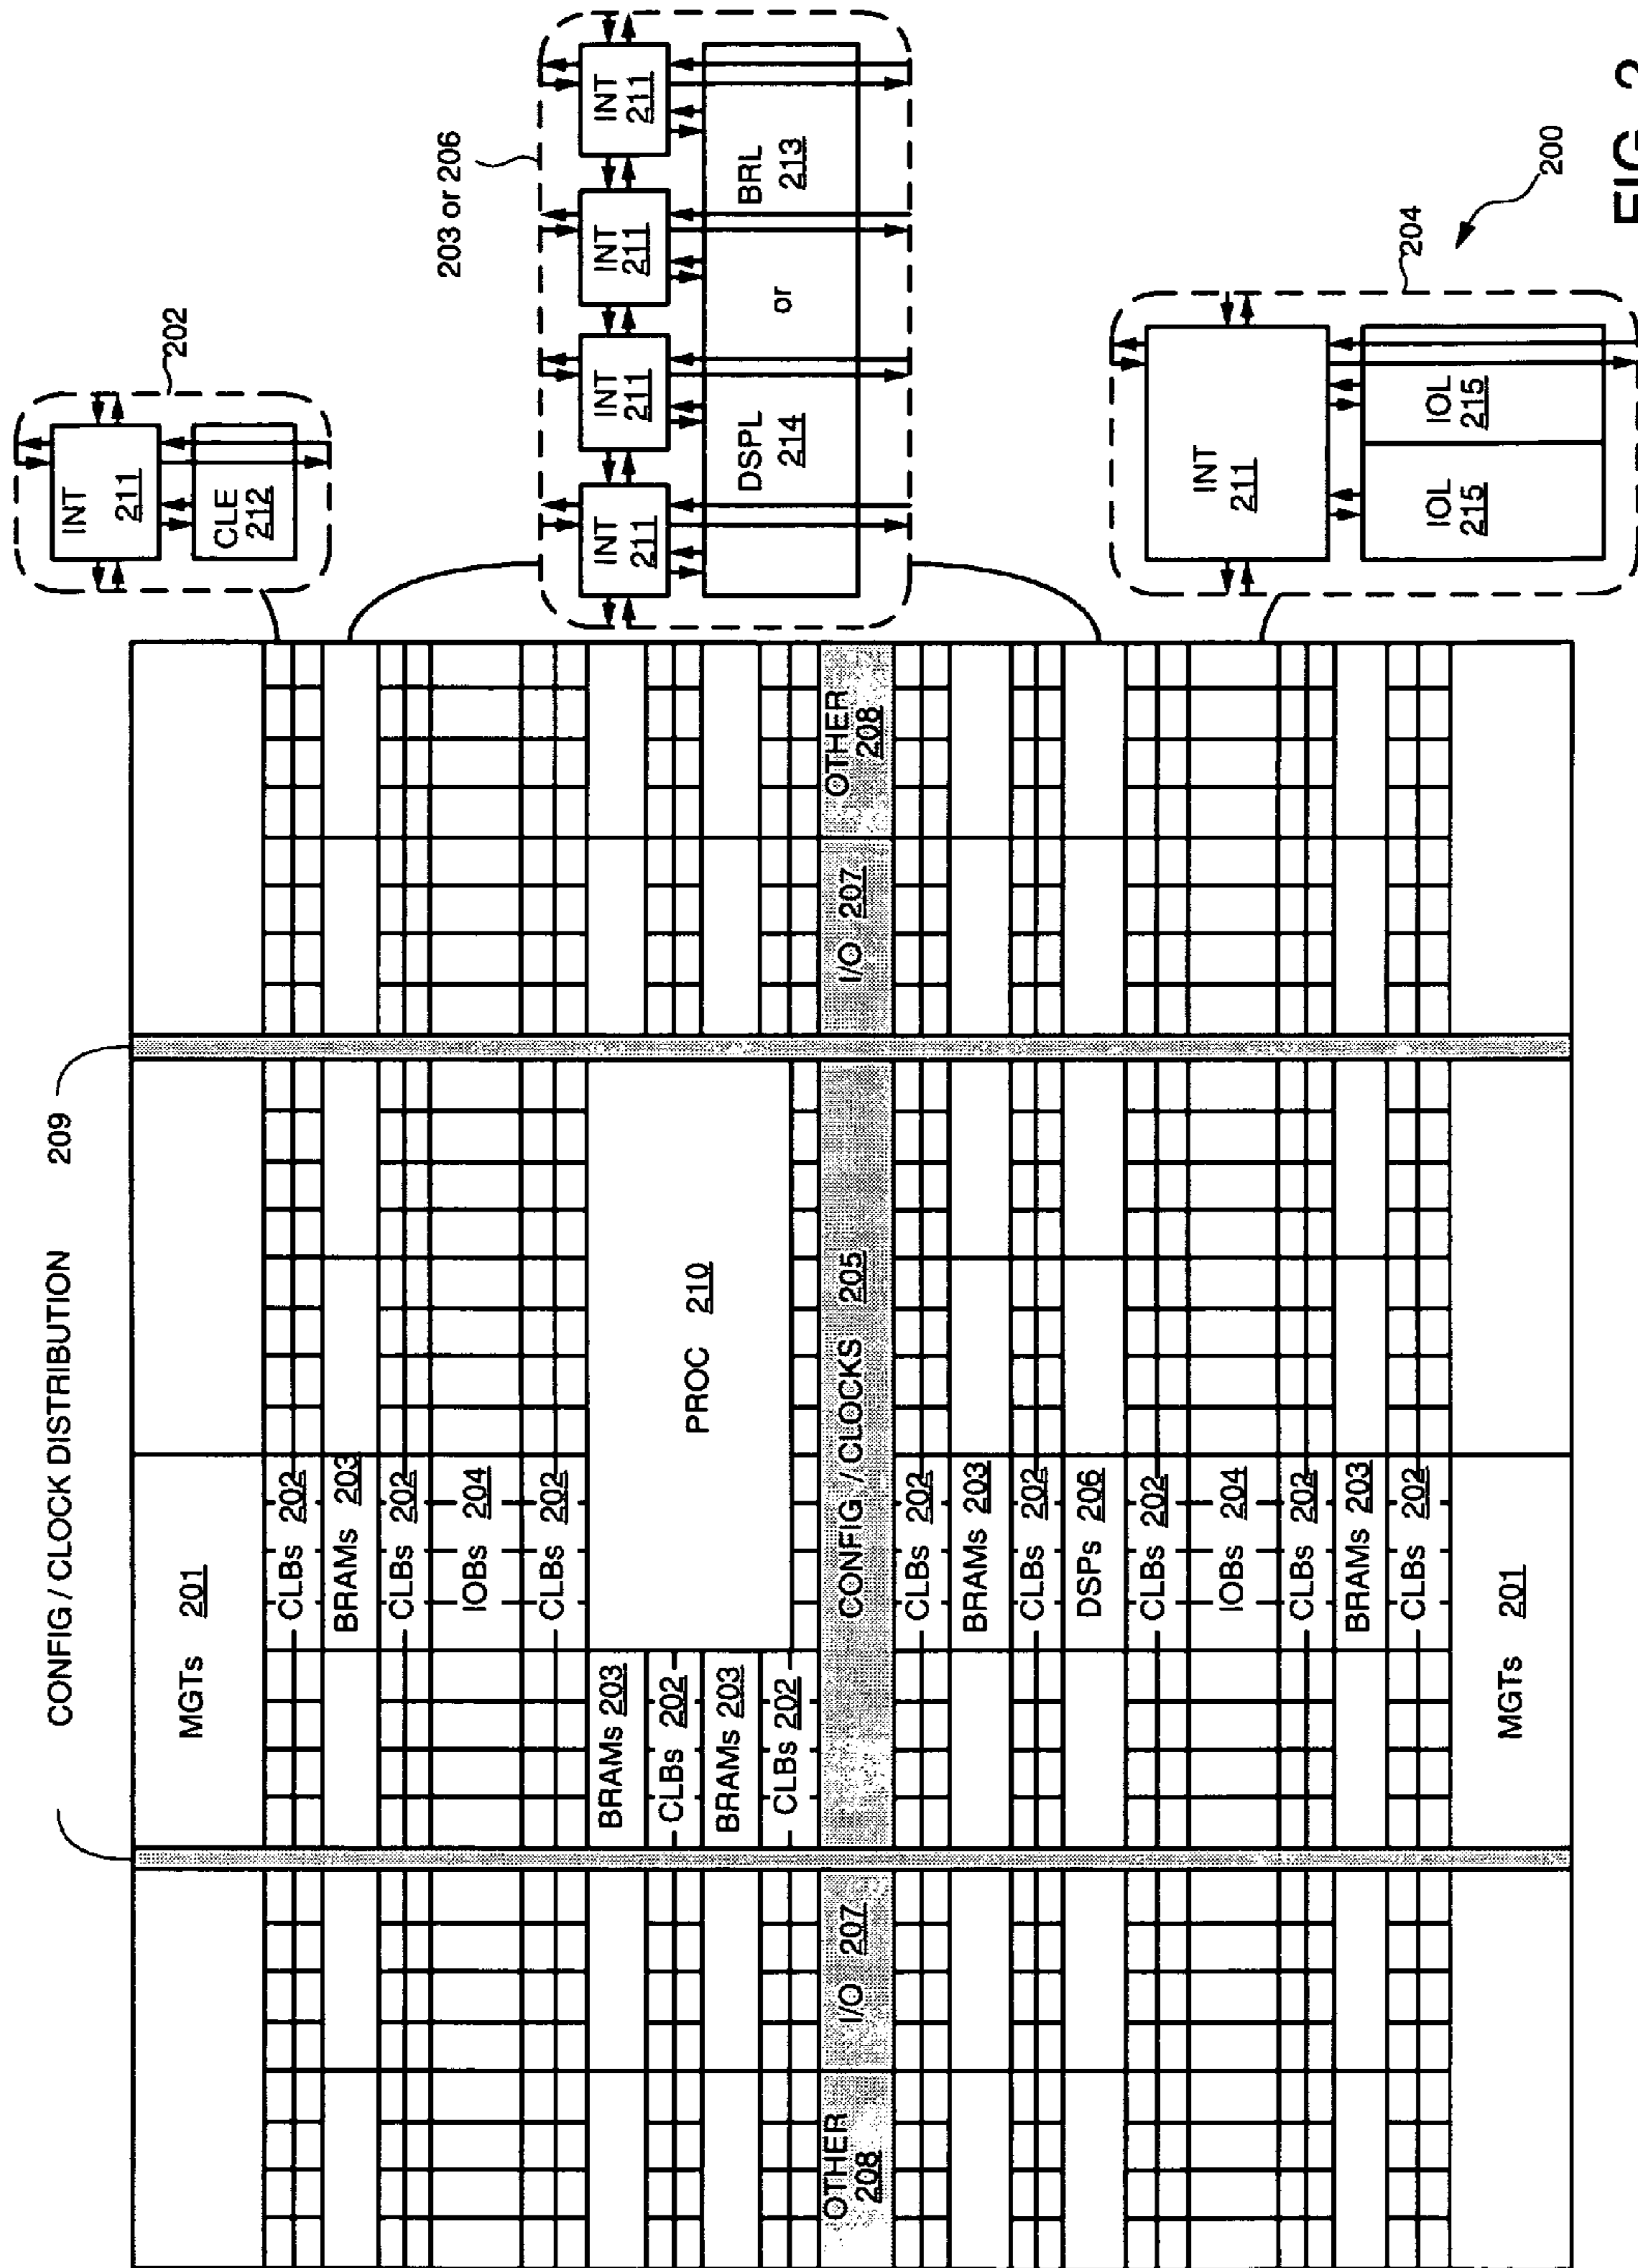 CONFIG / CLOCK DISTRIBUTION 209
MGTs 201
CLBs 202
BRAMs 203
CLBs 202
IOBs 204
CLBs 202
BRAMs 203
CLBs 202
BRAMs 203
CLBs 202
PROC 210
OTHER
208
I/O 207
CONFIG / CLOCKS 205
I/O 207
OTHER
208
CLBs 202
BRAMs 203
CLBs 202
DSPs 206
CLBs 202
IOBs 204
CLBs 202
BRAMs 203
CLBs 202
MGTs 201
202
INT
211
CLE
212
203 or 206
INT
211
INT
211
INT
211
INT
211
DSPL
214
or
BRL
213
204
INT
211
IOL
215
IOL
215
200
FIG. 2